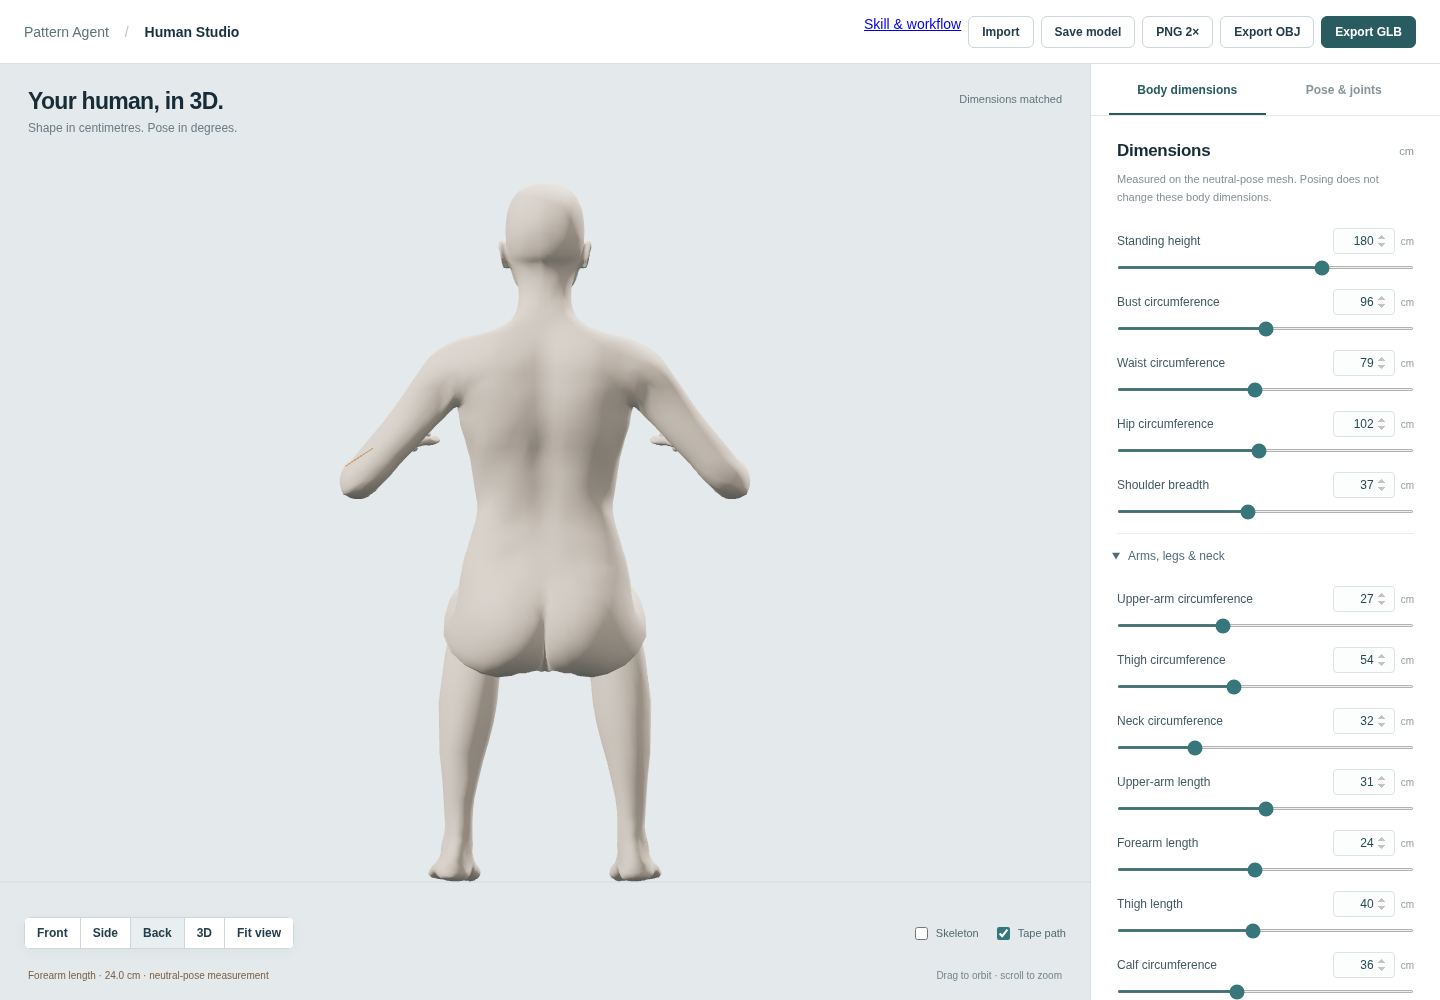 Pattern Agent / Human Studio
Skill & workflow
Import
Save model
PNG 2×
Export OBJ
Export GLB
Your human, in 3D.
Shape in centimetres. Pose in degrees.
Dimensions matched
Front
Side
Back
3D
Fit view
Skeleton
Tape path
Forearm length · 24.0 cm · neutral-pose measurement
Drag to orbit · scroll to zoom
Body dimensions
Pose & joints
Dimensions
cm
Measured on the neutral-pose mesh. Posing does not
change these body dimensions.
Standing height 180 cm
Bust circumference 96 cm
Waist circumference 79 cm
Hip circumference 102 cm
Shoulder breadth 37 cm
Arms, legs & neck
Upper-arm circumference 27 cm
Thigh circumference 54 cm
Neck circumference 32 cm
Upper-arm length 31 cm
Forearm length 24 cm
Thigh length 40 cm
Calf circumference 36 cm